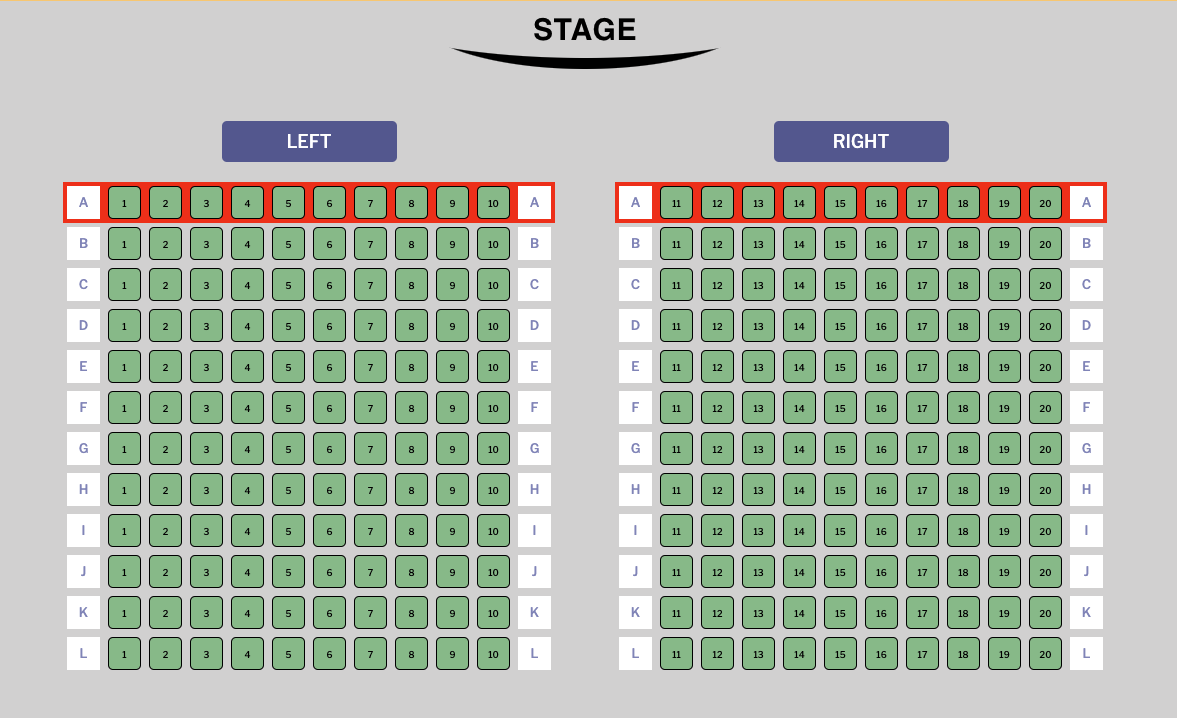 STAGE
LEFT RIGHT
A 1 2 3 4 5 6 7 8 9 10 A A 11 12 13 14 15 16 17 18 19 20 A
B 1 2 3 4 5 6 7 8 9 10 B B 11 12 13 14 15 16 17 18 19 20 B
C 1 2 3 4 5 6 7 8 9 10 C C 11 12 13 14 15 16 17 18 19 20 C
D 1 2 3 4 5 6 7 8 9 10 D D 11 12 13 14 15 16 17 18 19 20 D
E 1 2 3 4 5 6 7 8 9 10 E E 11 12 13 14 15 16 17 18 19 20 E
F 1 2 3 4 5 6 7 8 9 10 F F 11 12 13 14 15 16 17 18 19 20 F
G 1 2 3 4 5 6 7 8 9 10 G G 11 12 13 14 15 16 17 18 19 20 G
H 1 2 3 4 5 6 7 8 9 10 H H 11 12 13 14 15 16 17 18 19 20 H
I 1 2 3 4 5 6 7 8 9 10 I I 11 12 13 14 15 16 17 18 19 20 I
J 1 2 3 4 5 6 7 8 9 10 J J 11 12 13 14 15 16 17 18 19 20 J
K 1 2 3 4 5 6 7 8 9 10 K K 11 12 13 14 15 16 17 18 19 20 K
L 1 2 3 4 5 6 7 8 9 10 L L 11 12 13 14 15 16 17 18 19 20 L